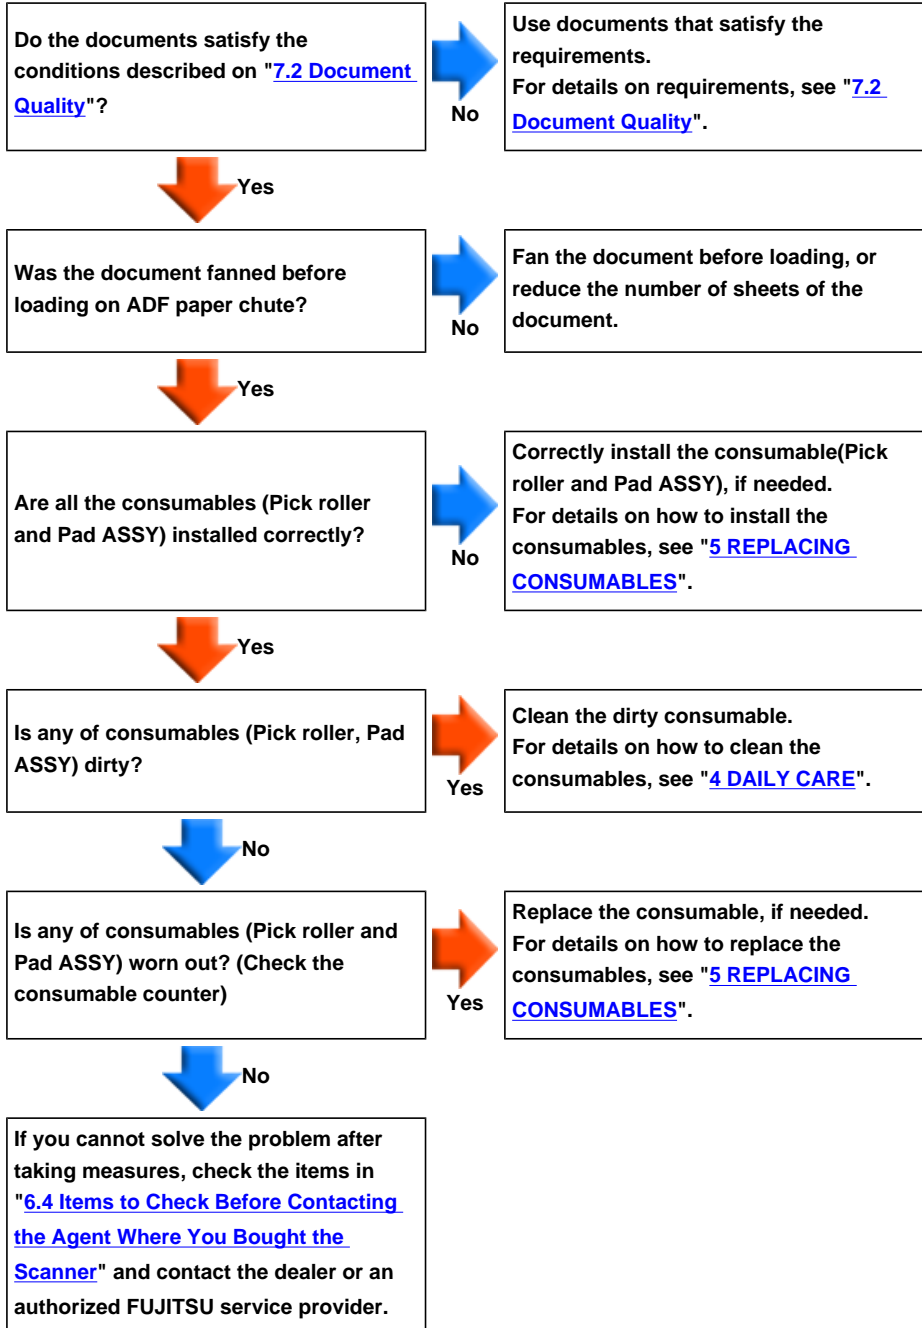 Do the documents satisfy the
conditions described on "7.2 Document
Quality"?
No
Use documents that satisfy the
requirements.
For details on requirements, see "7.2
Document Quality".
Yes
Was the document fanned before
loading on ADF paper chute?
No
Fan the document before loading, or
reduce the number of sheets of the
document.
Yes
Are all the consumables (Pick roller
and Pad ASSY) installed correctly?
No
Correctly install the consumable(Pick
roller and Pad ASSY), if needed.
For details on how to install the
consumables, see "5 REPLACING
CONSUMABLES".
Yes
Is any of consumables (Pick roller, Pad
ASSY) dirty?
Yes
Clean the dirty consumable.
For details on how to clean the
consumables, see "4 DAILY CARE".
No
Is any of consumables (Pick roller and
Pad ASSY) worn out? (Check the
consumable counter)
Yes
Replace the consumable, if needed.
For details on how to replace the
consumables, see "5 REPLACING
CONSUMABLES".
No
If you cannot solve the problem after
taking measures, check the items in
"6.4 Items to Check Before Contacting
the Agent Where You Bought the
Scanner" and contact the dealer or an
authorized FUJITSU service provider.